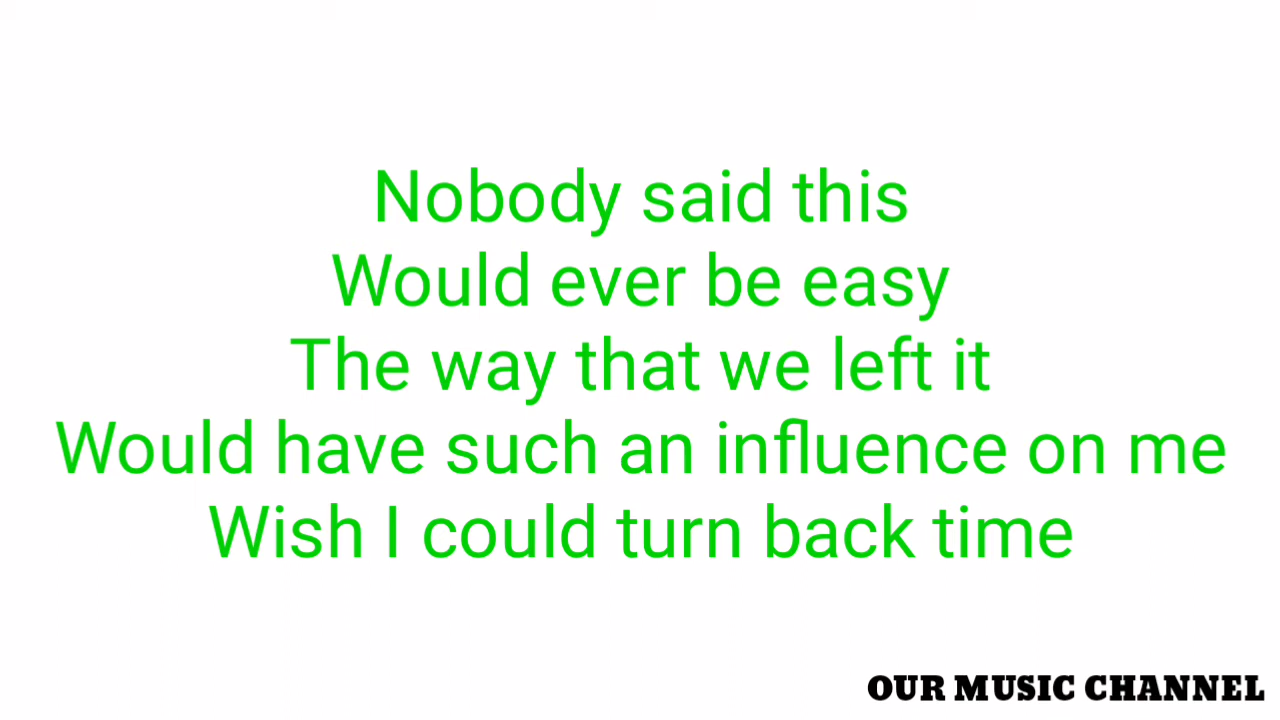 Nobody said this
Would ever be easy
The way that we left it
Would have such an influence on me
Wish I could turn back time
OUR MUSIC CHANNEL